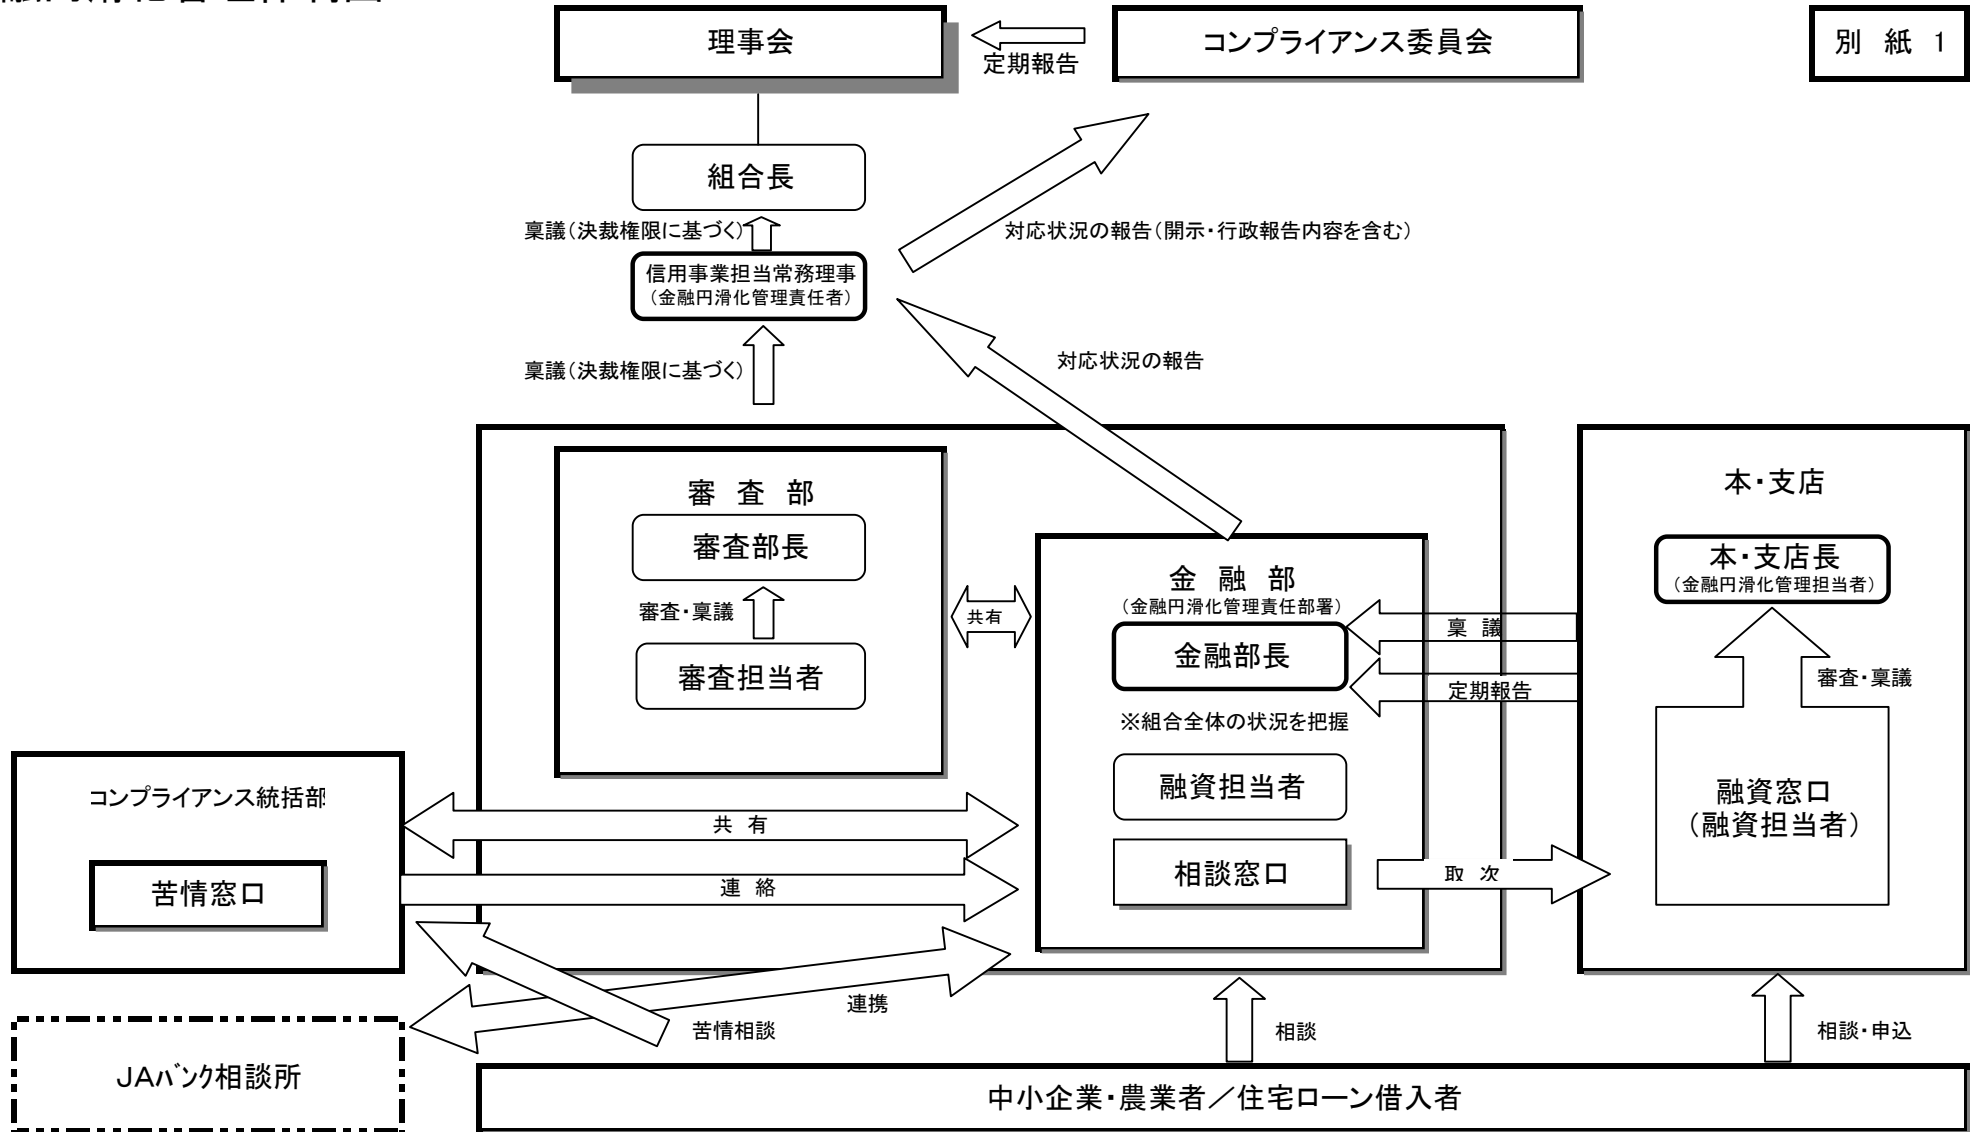 理事会
定期報告
コンプライアンス委員会
別 紙 1
組合長
稟議(決裁権限に基づく)
対応状況の報告(開示・行政報告内容を含む)
信用事業担当常務理事
(金融円滑化管理責任者)
稟議(決裁権限に基づく)
対応状況の報告
審 査 部
審査部長
審査・稟議
審査担当者
共有
金 融 部
(金融円滑化管理責任部署)
金融部長
※組合全体の状況を把握
融資担当者
相談窓口
稟 議
定期報告
取 次
本・支店
本・支店長
(金融円滑化管理担当者)
審査・稟議
融資窓口
(融資担当者)
コンプライアンス統括部
苦情窓口
共 有
連 絡
連携
苦情相談
相談
相談・申込
JAバンク相談所
中小企業・農業者/住宅ローン借入者